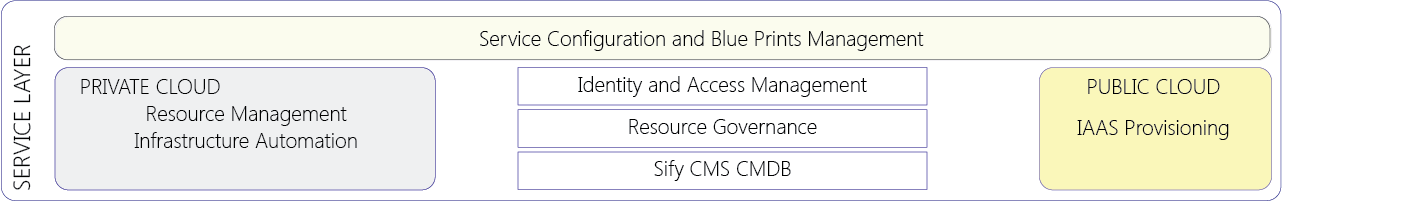 SERVICE LAYER
Service Configuration and Blue Prints Management
PRIVATE CLOUD
Resource Management
Infrastructure Automation
Identity and Access Management
Resource Governance
Sify CMS CMDB
PUBLIC CLOUD
IAAS Provisioning